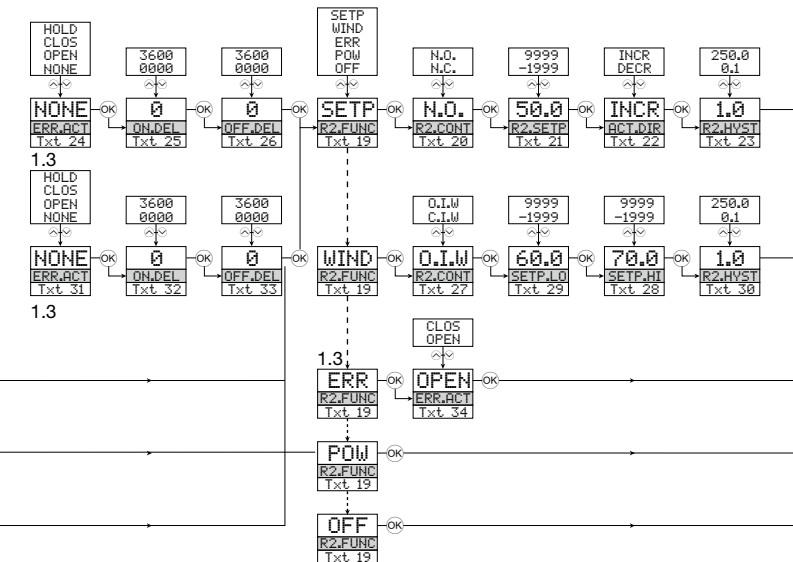 HOLD
CLOS
OPEN
NONE
3600
0000
3600
0000
SETP
WIND
ERR
POW
OFF
N.O.
N.C.
9999
-1999
INCR
DECR
250.0
0.1
NONE OK 0 OK 0 OK SETP OK N.O. OK 50.0 OK INCR OK 1.0
ERR.ACT ON.DEL OFF.DEL R2.FUNC R2.CONT R2.SETP ACT.DIR R2.HYST
Txt 24 Txt 25 Txt 26 Txt 19 Txt 20 Txt 21 Txt 22 Txt 23
1.3
HOLD
CLOS
OPEN
NONE
3600
0000
3600
0000
O.I.W
C.I.W
9999
-1999
9999
-1999
250.0
0.1
NONE OK 0 OK 0 OK WIND OK O.I.W OK 60.0 OK 70.0 OK 1.0
ERR.ACT ON.DEL OFF.DEL R2.FUNC R2.CONT SETP.LO SETP.HI R2.HYST
Txt 31 Txt 32 Txt 33 Txt 19 Txt 27 Txt 29 Txt 28 Txt 30
1.3
CLOS
OPEN
1.3
ERR OK OPEN OK
R2.FUNC ERR.ACT
Txt 19 Txt 34
POW OK
R2.FUNC
Txt 19
OFF OK
R2.FUNC
Txt 19